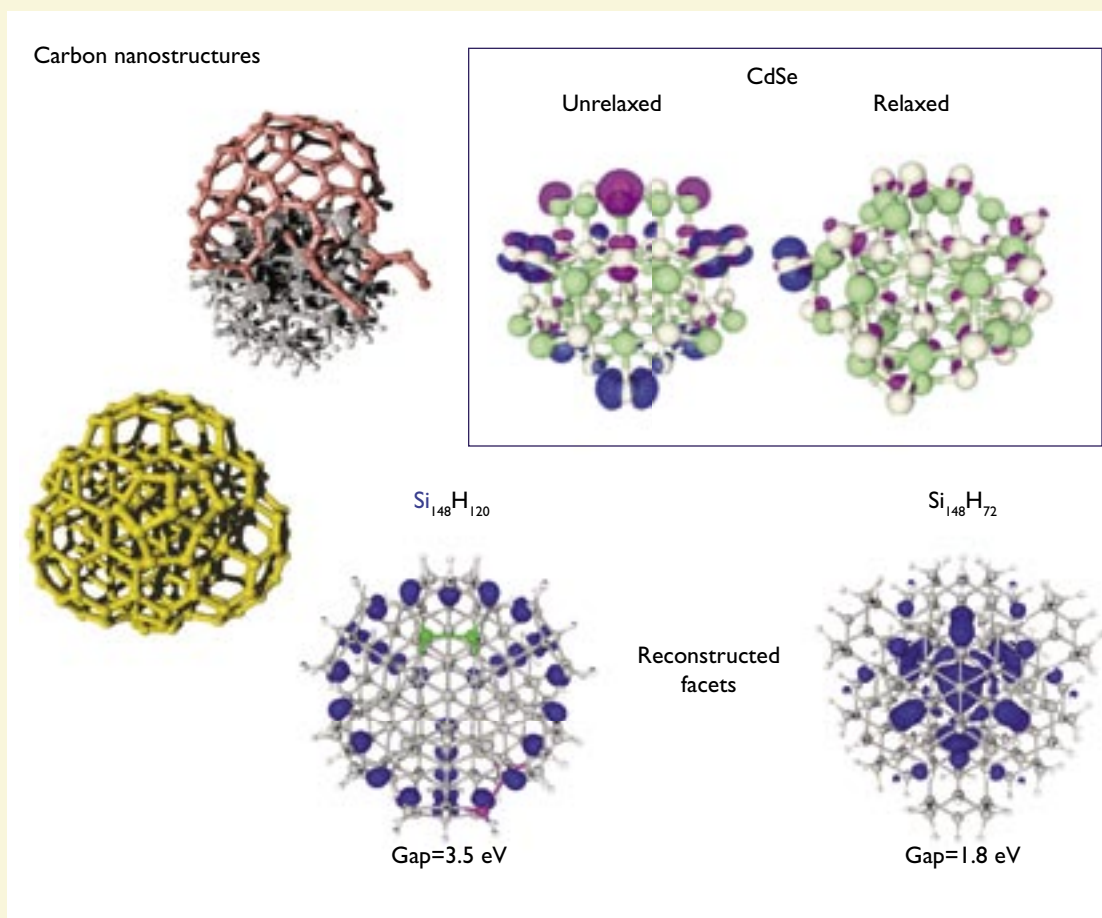 Carbon nanostructures
CdSe
Unrelaxed Relaxed
Si₁₄₈H₁₂₀ Si₁₄₈H₇₂
Reconstructed
facets
Gap=3.5 eV Gap=1.8 eV